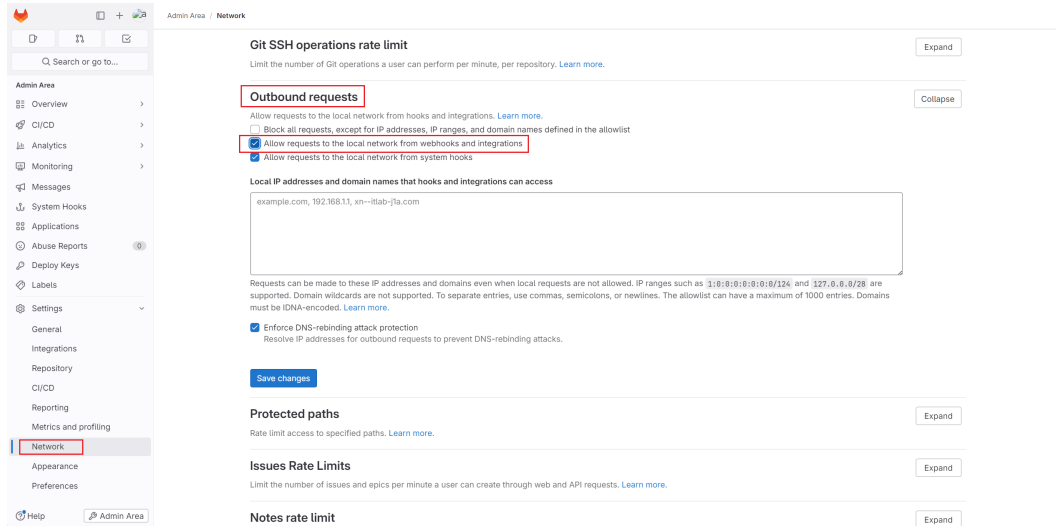 Admin Area / Network
Search or go to...
Admin Area
Overview
CI/CD
Analytics
Monitoring
Messages
System Hooks
Applications
Abuse Reports 0
Deploy Keys
Labels
Settings
General
Integrations
Repository
CI/CD
Reporting
Metrics and profiling
Network
Appearance
Preferences
Help Admin Area
Git SSH operations rate limit
Expand
Limit the number of Git operations a user can perform per minute, per repository. Learn more.
Outbound requests
Collapse
Allow requests to the local network from hooks and integrations. Learn more.
Block all requests, except for IP addresses, IP ranges, and domain names defined in the allowlist
Allow requests to the local network from webhooks and integrations
Allow requests to the local network from system hooks
Local IP addresses and domain names that hooks and integrations can access
example.com, 192.168.1.1, xn--itlab-j1a.com
Requests can be made to these IP addresses and domains even when local requests are not allowed. IP ranges such as 1:0:0:0:0:0:0:0/124 and 127.0.0.0/28 are
supported. Domain wildcards are not supported. To separate entries, use commas, semicolons, or newlines. The allowlist can have a maximum of 1000 entries. Domains
must be IDNA-encoded. Learn more.
Enforce DNS-rebinding attack protection
Resolve IP addresses for outbound requests to prevent DNS-rebinding attacks.
Save changes
Protected paths
Expand
Rate limit access to specified paths. Learn more.
Issues Rate Limits
Expand
Limit the number of issues and epics per minute a user can create through web and API requests. Learn more.
Notes rate limit
Expand